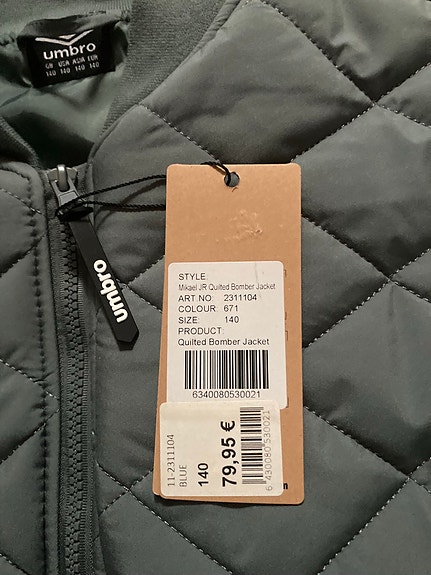 umbro
GB USA ASIA EUR
140 140 140 140
umbro
STYLE:
Mikael JR Quilted Bomber Jacket
ART.NO: 2311104
COLOUR: 671
SIZE: 140
PRODUCT:
Quilted Bomber Jacket
6340080530021
11-2311104
BLUE
140
79,95 €
6 430080 530021